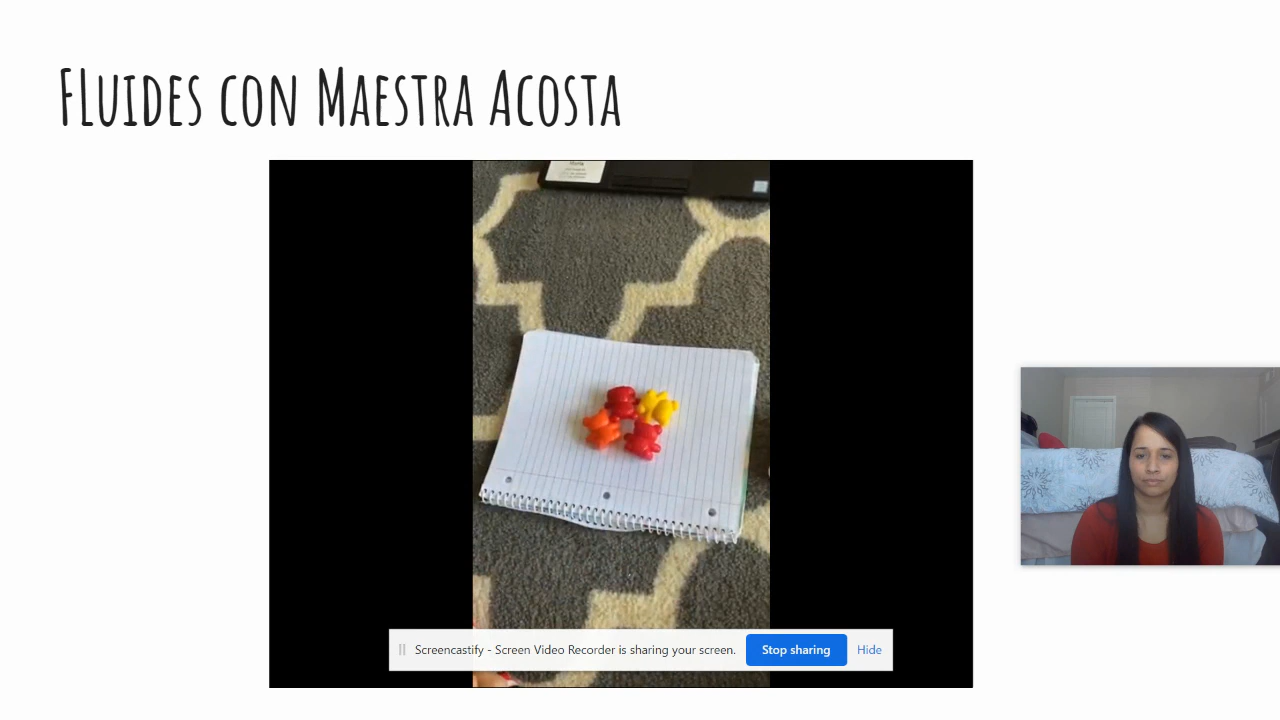 FLUIDES CON MAESTRA ACOSTA
Screencastify - Screen Video Recorder is sharing your screen.
Stop sharing
Hide